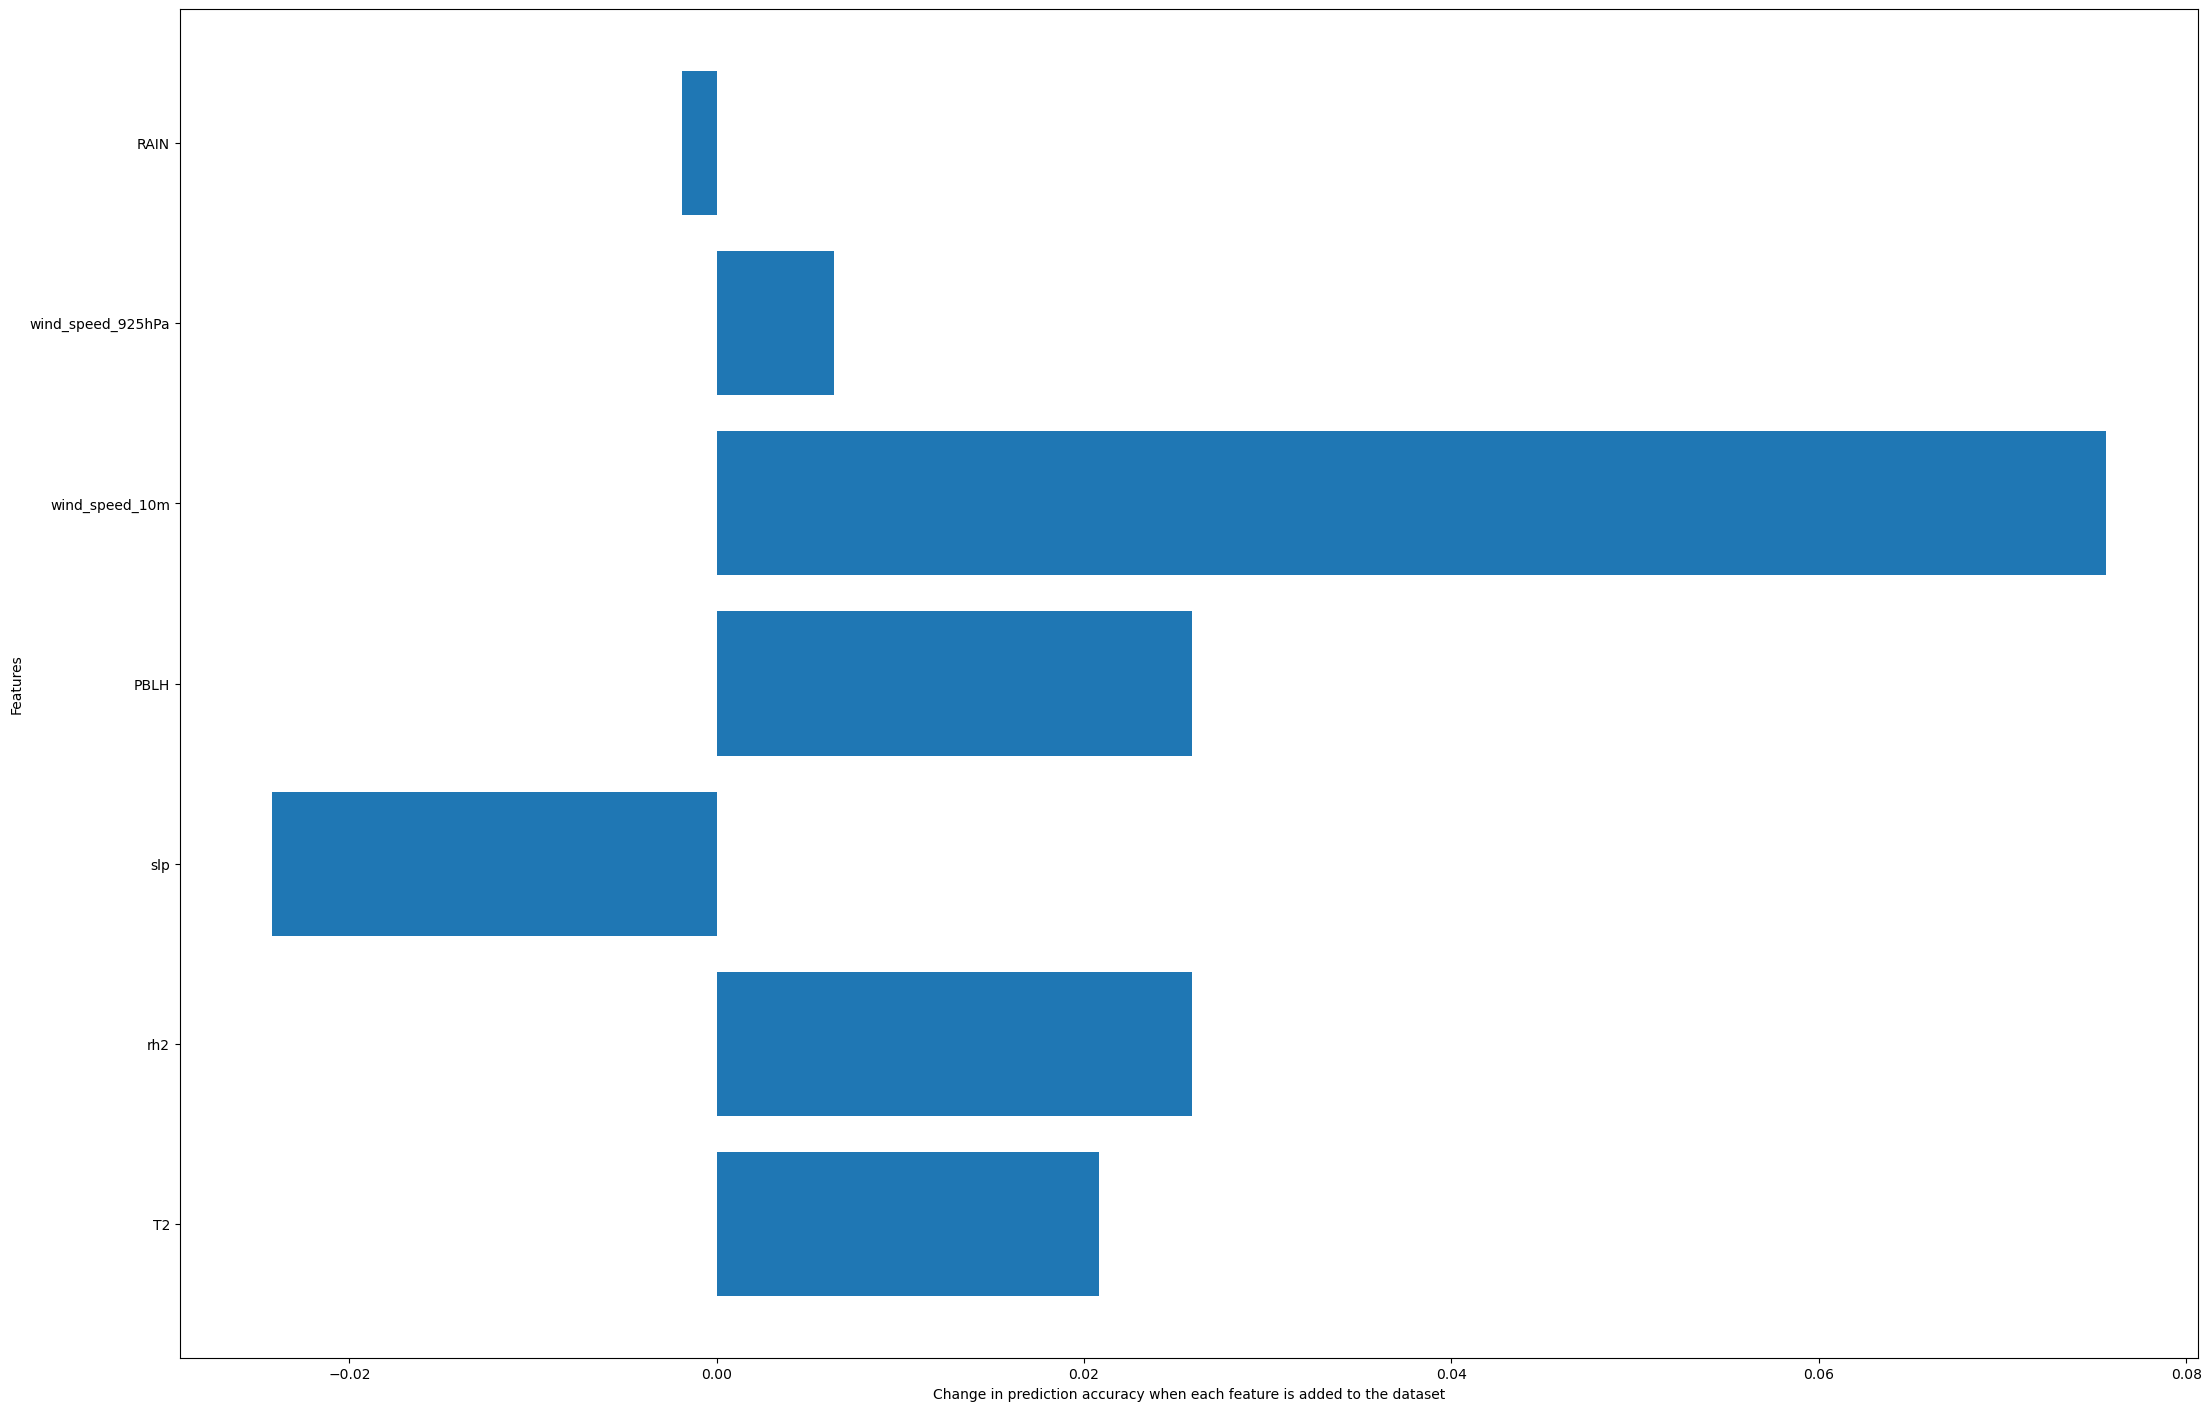 RAIN
wind_speed_925hPa
wind_speed_10m
PBLH
slp
rh2
T2
Features
−0.02 0.00 0.02 0.04 0.06 0.08
Change in prediction accuracy when each feature is added to the dataset